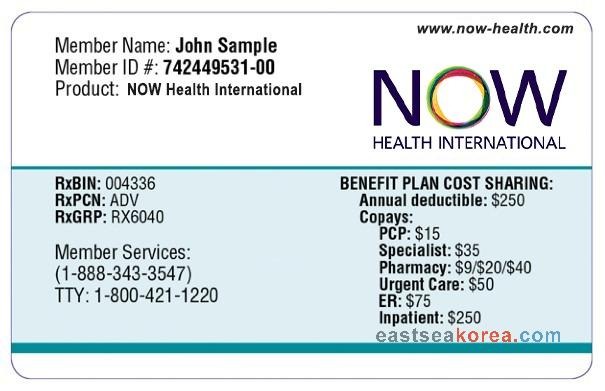 www.now-health.com
Member Name: John Sample
Member ID #: 742449531-00
Product: NOW Health International
NOW
HEALTH INTERNATIONAL
RxBIN: 004336
RxPCN: ADV
RxGRP: RX6040
Member Services:
(1-888-343-3547)
TTY: 1-800-421-1220
BENEFIT PLAN COST SHARING:
Annual deductible: $250
Copays:
PCP: $15
Specialist: $35
Pharmacy: $9/$20/$40
Urgent Care: $50
ER: $75
Inpatient: $250
eastseakorea.com